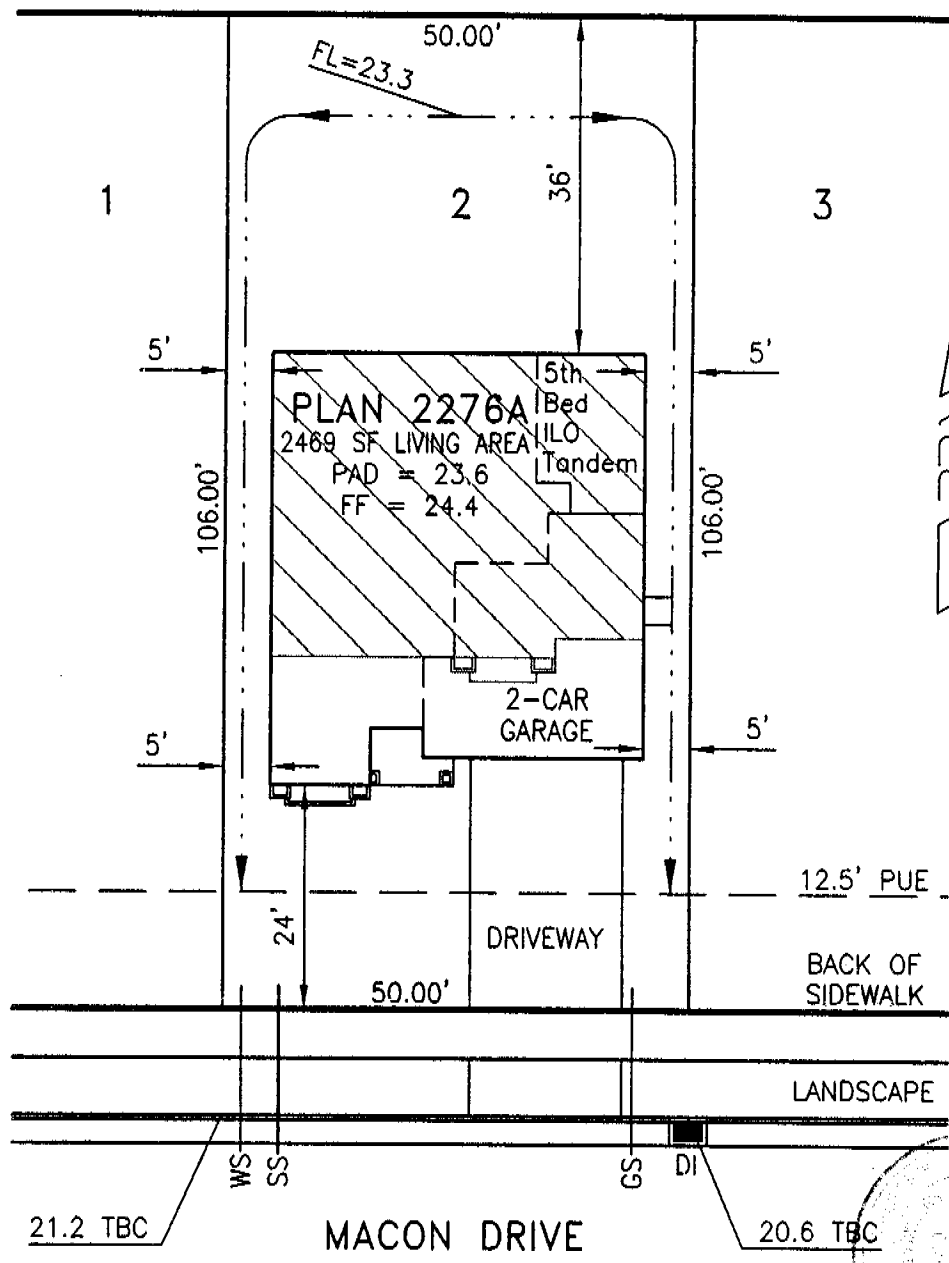 50.00'
FL=23.3
36'
1
2
3
5'
5'
PLAN 2276A
2469 SF LIVING AREA
PAD = 23.6
FF = 24.4
5th
Bed
ILO
Tandem
106.00'
106.00'
2-CAR
GARAGE
5'
5'
12.5' PUE
24'
DRIVEWAY
BACK OF
SIDEWALK
50.00'
LANDSCAPE
WS
SS
GS
DI
21.2 TBC
MACON DRIVE
20.6 TBC